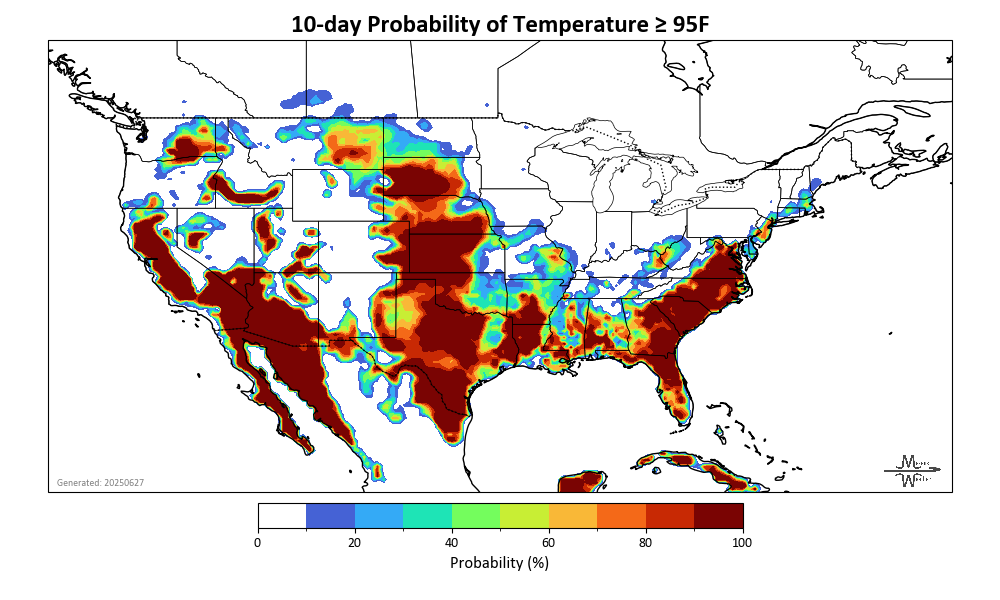 10-day Probability of Temperature ≥ 95F
Generated: 20250627
0 20 40 60 80 100
Probability (%)